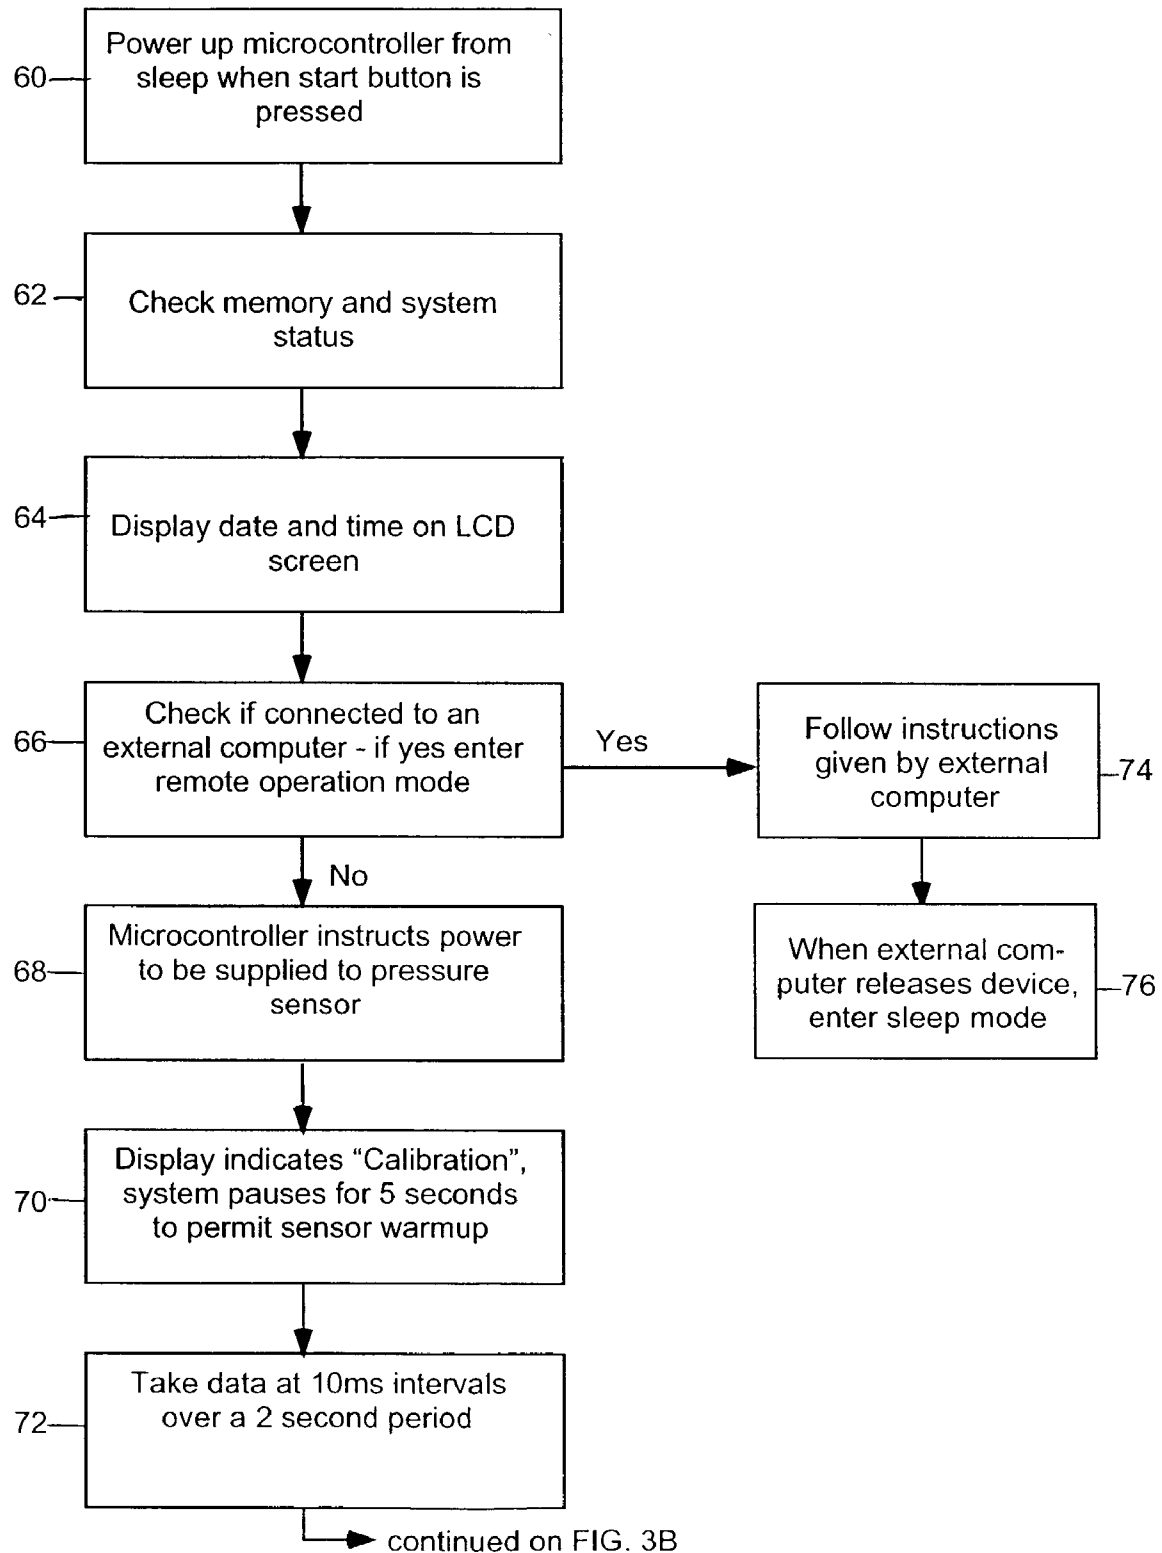 60
Power up microcontroller from
sleep when start button is
pressed
62
Check memory and system
status
64
Display date and time on LCD
screen
66
Check if connected to an
external computer - if yes enter
remote operation mode
Yes
Follow instructions
given by external
computer
74
No
68
Microcontroller instructs power
to be supplied to pressure
sensor
When external com-
puter releases device,
enter sleep mode
76
70
Display indicates “Calibration”,
system pauses for 5 seconds
to permit sensor warmup
72
Take data at 10ms intervals
over a 2 second period
continued on FIG. 3B